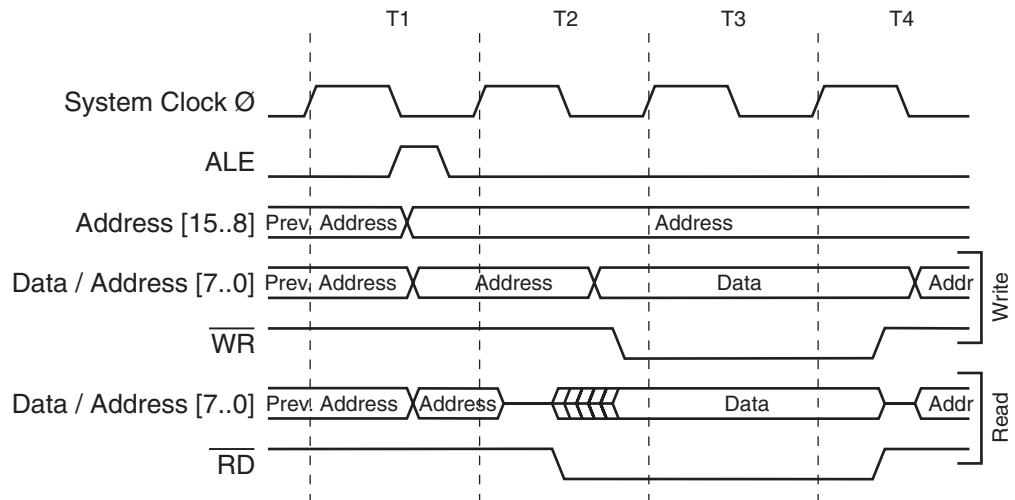 T1 T2 T3 T4
System Clock Ø
ALE
Address [15..8] Prev. Address Address
Data / Address [7..0] Prev. Address Address Data Addr
WR
Write
Data / Address [7..0] Prev. Address Address Data Addr
RD
Read